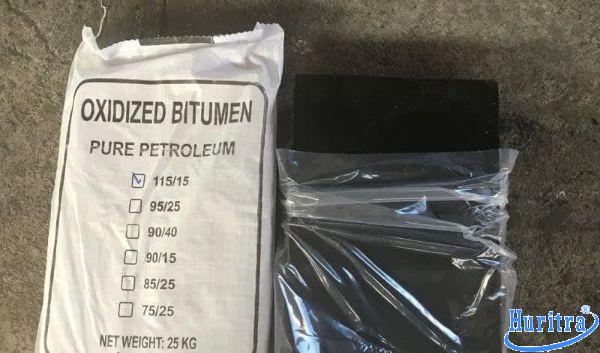 OXIDIZED BITUMEN
PURE PETROLEUM
115/15
95/25
90/40
90/15
85/25
75/25
NET WEIGHT: 25 KG
Huritra®